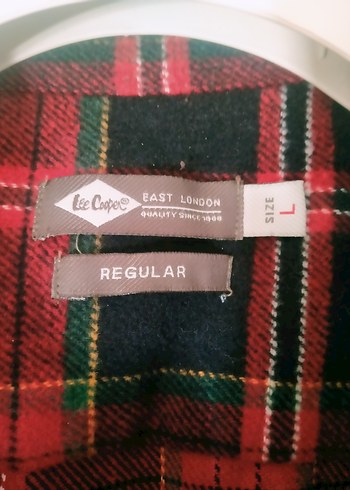 Lee Cooper®
EAST LONDON
QUALITY SINCE 1908
SIZE
L
REGULAR